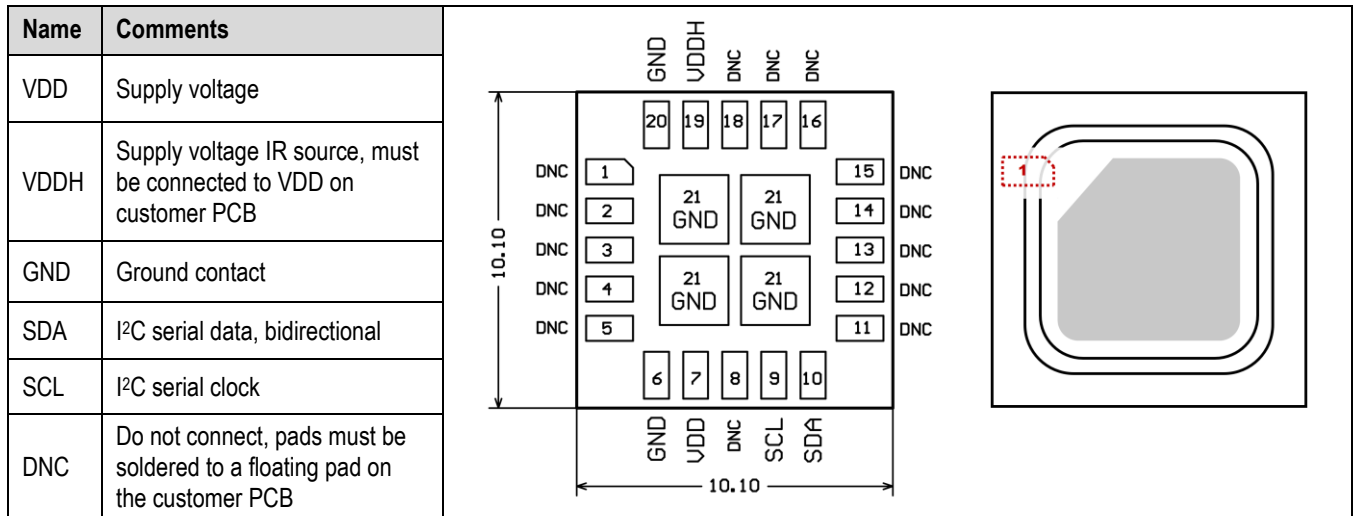 Name Comments
VDD Supply voltage
VDDH Supply voltage IR source, must
be connected to VDD on
customer PCB
GND Ground contact
SDA I²C serial data, bidirectional
SCL I²C serial clock
DNC Do not connect, pads must be
soldered to a floating pad on
the customer PCB
GND VDDH DNC DNC DNC
20 19 18 17 16
DNC 1 15 DNC
DNC 2 21 21 14 DNC
GND GND
DNC 3 13 DNC
10.10
DNC 4 21 21 12 DNC
GND GND
DNC 5 11 DNC
6 7 8 9 10
GND VDD DNC SCL SDA
10.10
1